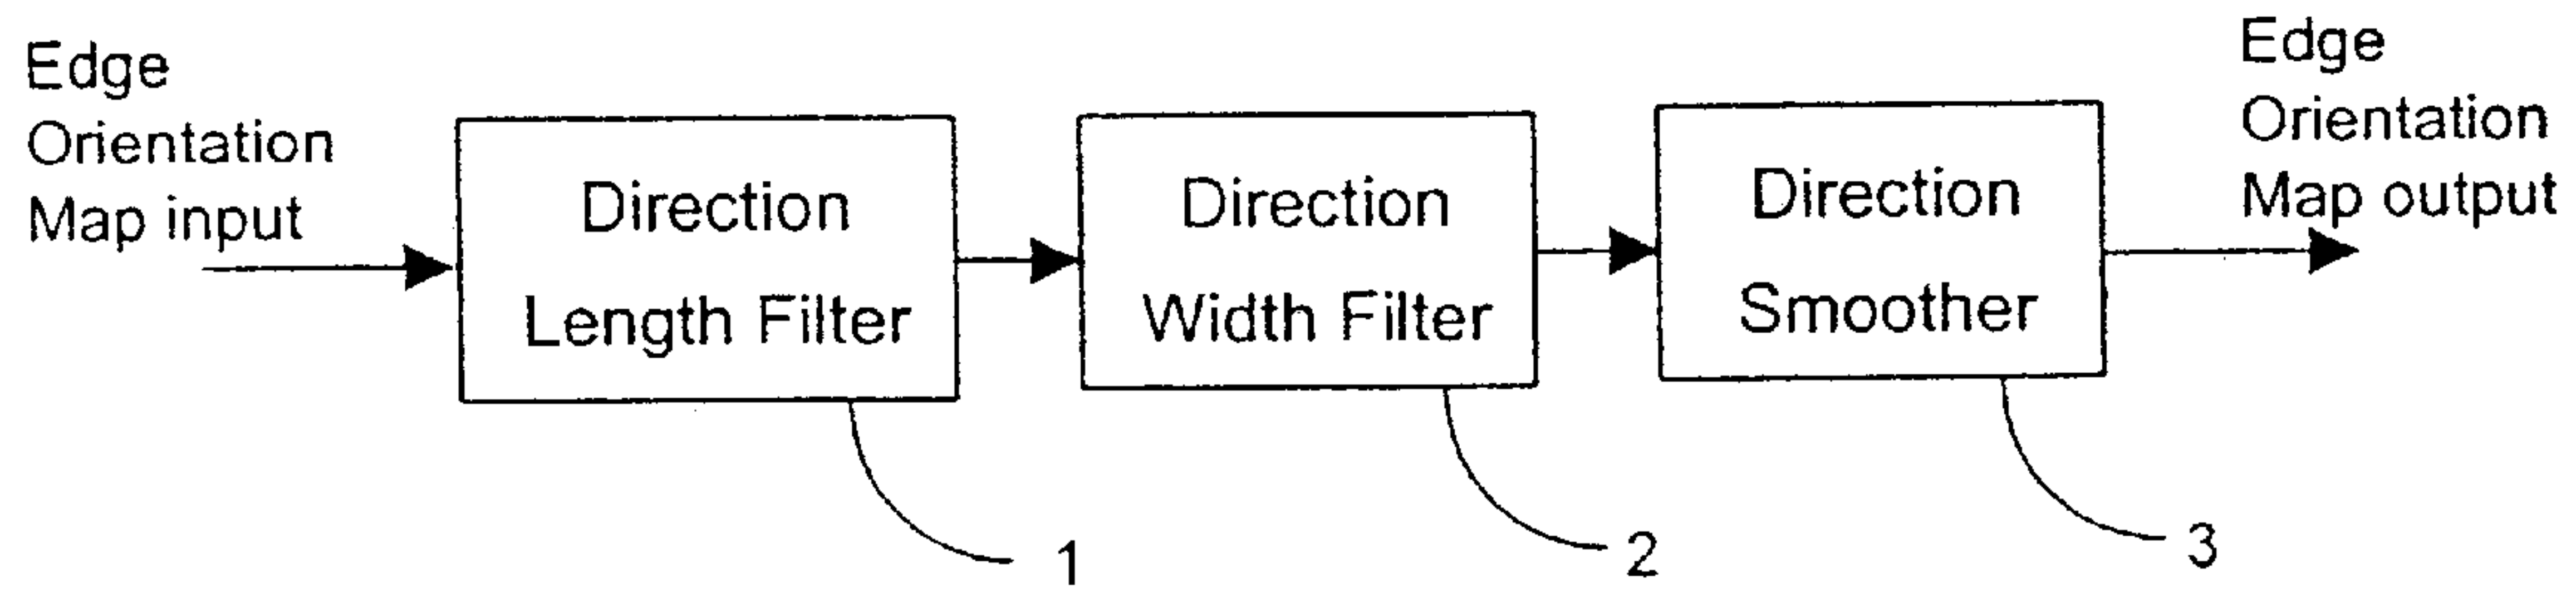 Edge
Orientation
Map input
Direction
Length Filter
Direction
Width Filter
Direction
Smoother
Edge
Orientation
Map output
1
2
3